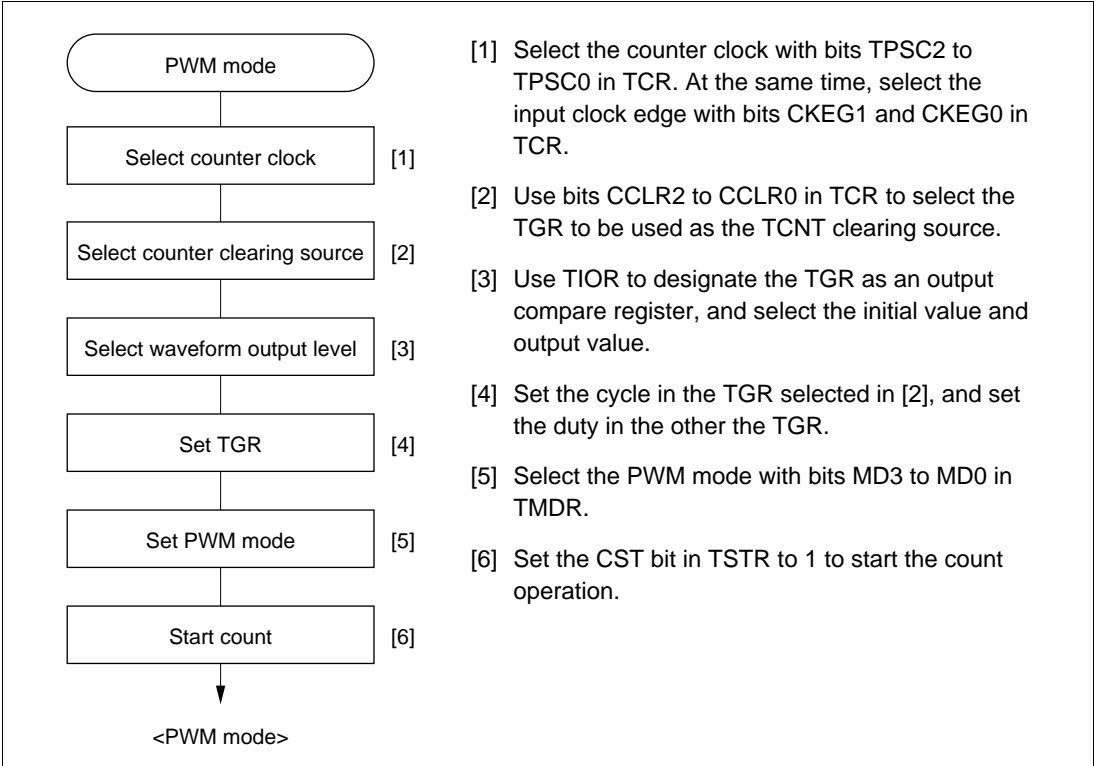 PWM mode
Select counter clock [1]
Select counter clearing source [2]
Select waveform output level [3]
Set TGR [4]
Set PWM mode [5]
Start count [6]
<PWM mode>
[1] Select the counter clock with bits TPSC2 to
TPSC0 in TCR. At the same time, select the
input clock edge with bits CKEG1 and CKEG0 in
TCR.
[2] Use bits CCLR2 to CCLR0 in TCR to select the
TGR to be used as the TCNT clearing source.
[3] Use TIOR to designate the TGR as an output
compare register, and select the initial value and
output value.
[4] Set the cycle in the TGR selected in [2], and set
the duty in the other the TGR.
[5] Select the PWM mode with bits MD3 to MD0 in
TMDR.
[6] Set the CST bit in TSTR to 1 to start the count
operation.